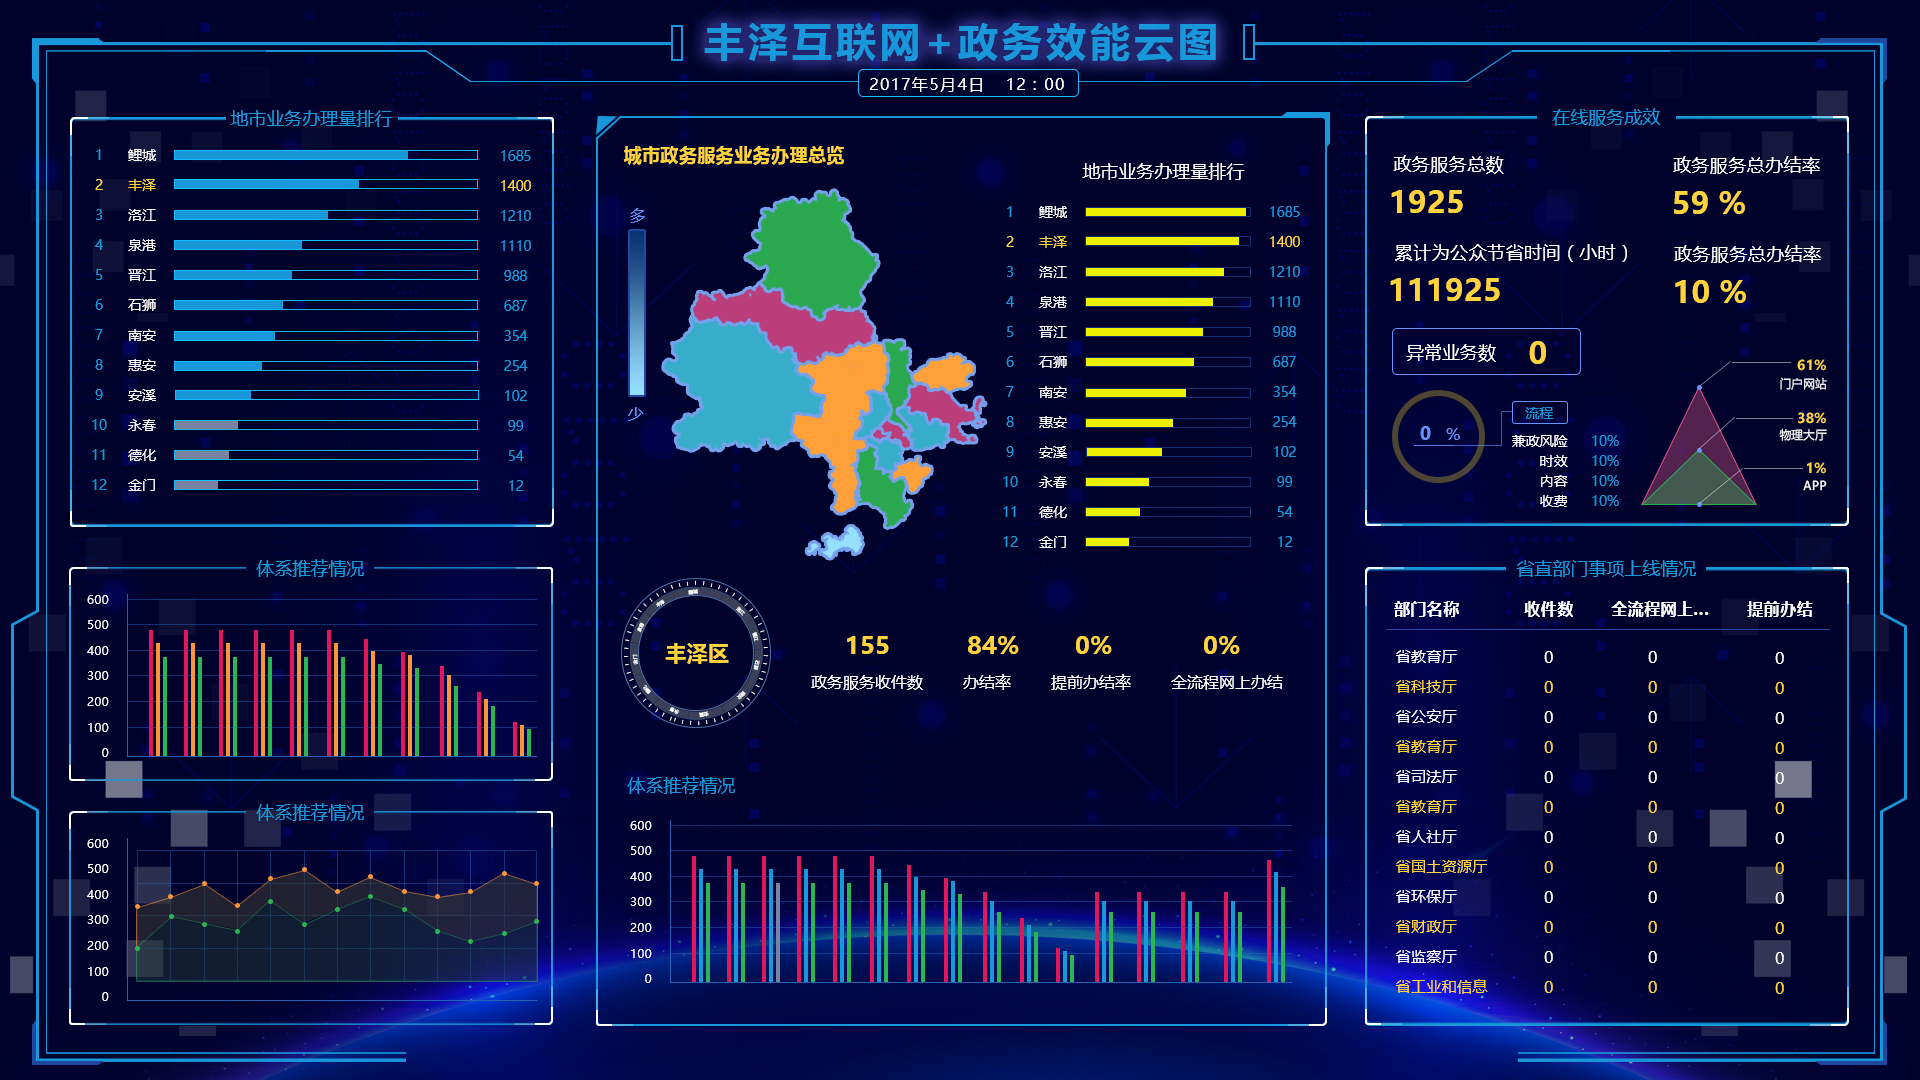 丰泽互联网+政务效能云图
2017年5月4日 12：00
地市业务办理量排行
1 鲤城 1685
2 丰泽 1400
3 洛江 1210
4 泉港 1110
5 晋江 988
6 石狮 687
7 南安 354
8 惠安 254
9 安溪 102
10 永春 99
11 德化 54
12 金门 12
体系推荐情况
600
500
400
300
200
100
0
体系推荐情况
600
500
400
300
200
100
0
城市政务服务业务办理总览
多
少
地市业务办理量排行
1 鲤城 1685
2 丰泽 1400
3 洛江 1210
4 泉港 1110
5 晋江 988
6 石狮 687
7 南安 354
8 惠安 254
9 安溪 102
10 永春 99
11 德化 54
12 金门 12
丰泽区
155 84% 0% 0%
政务服务收件数 办结率 提前办结率 全流程网上办结
体系推荐情况
600
500
400
300
200
100
0
在线服务成效
政务服务总数 政务服务总办结率
1925 59 %
累计为公众节省时间（小时） 政务服务总办结率
111925 10 %
异常业务数 0
0 %
流程
兼政风险 10%
时效 10%
内容 10%
收费 10%
61%
门户网站
38%
物理大厅
1%
APP
省直部门事项上线情况
部门名称 收件数 全流程网上... 提前办结
省教育厅 0 0 0
省科技厅 0 0 0
省公安厅 0 0 0
省教育厅 0 0 0
省司法厅 0 0 0
省教育厅 0 0 0
省人社厅 0 0 0
省国土资源厅 0 0 0
省环保厅 0 0 0
省财政厅 0 0 0
省监察厅 0 0 0
省工业和信息 0 0 0